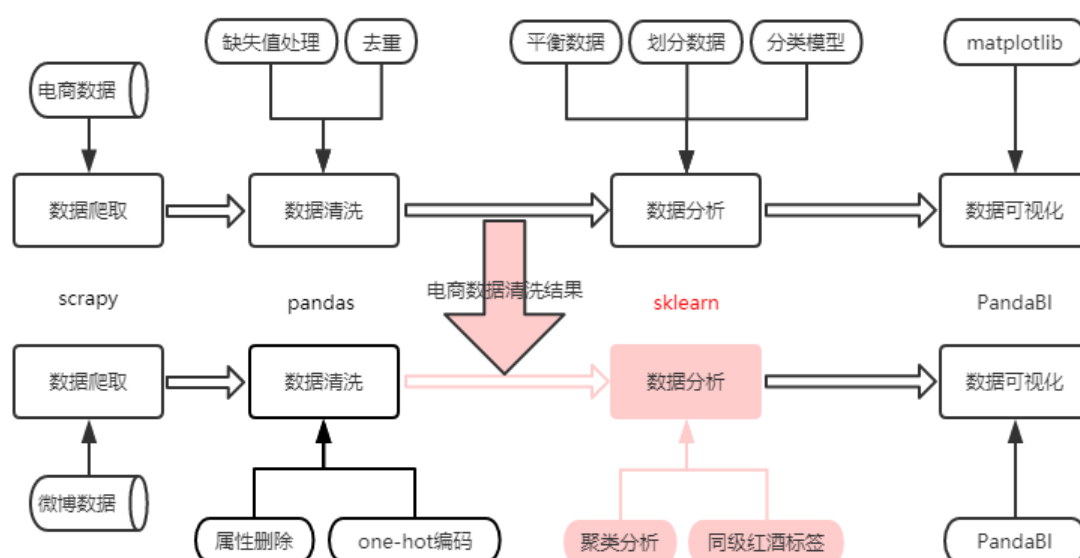 缺失值处理
去重
平衡数据
划分数据
分类模型
matplotlib
电商数据
数据爬取
数据清洗
数据分析
数据可视化
电商数据清洗结果
scrapy
pandas
sklearn
PandaBI
数据爬取
数据清洗
数据分析
数据可视化
微博数据
属性删除
one-hot编码
聚类分析
同级红酒标签
PandaBI